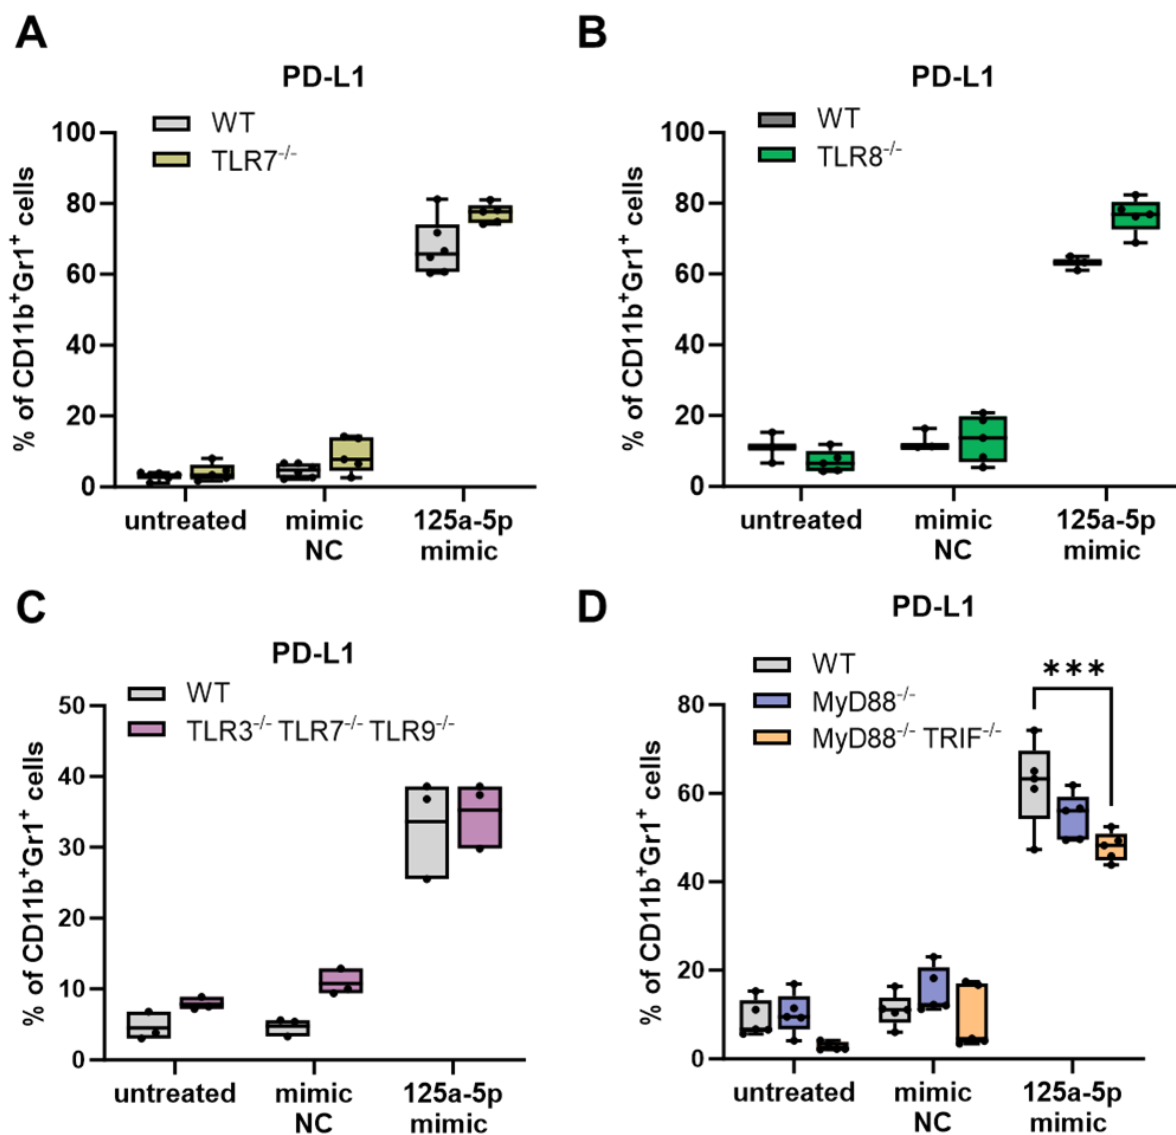 A
PD-L1
WT
TLR7-/-
% of CD11b+Gr1+ cells
100
80
60
40
20
0
untreated
mimic
NC
125a-5p
mimic
B
PD-L1
WT
TLR8-/-
% of CD11b+Gr1+ cells
100
80
60
40
20
0
untreated
mimic
NC
125a-5p
mimic
C
PD-L1
WT
TLR3-/- TLR7-/- TLR9-/-
% of CD11b+Gr1+ cells
50
40
30
20
10
0
untreated
mimic
NC
125a-5p
mimic
D
PD-L1
WT
MyD88-/-
MyD88-/- TRIF-/-
***
% of CD11b+Gr1+ cells
80
60
40
20
0
untreated
mimic
NC
125a-5p
mimic